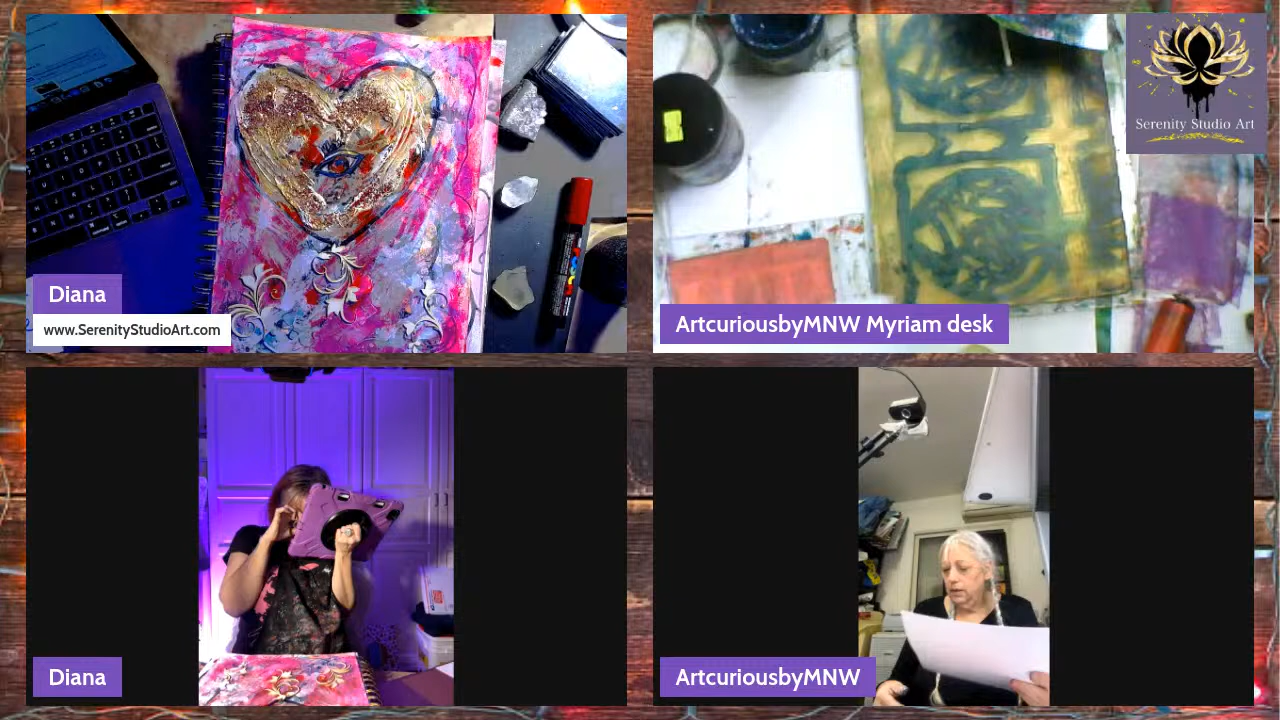 Serenity Studio Art
Diana
www.SerenityStudioArt.com
ArtcuriousbyMNW Myriam desk
Diana
ArtcuriousbyMNW